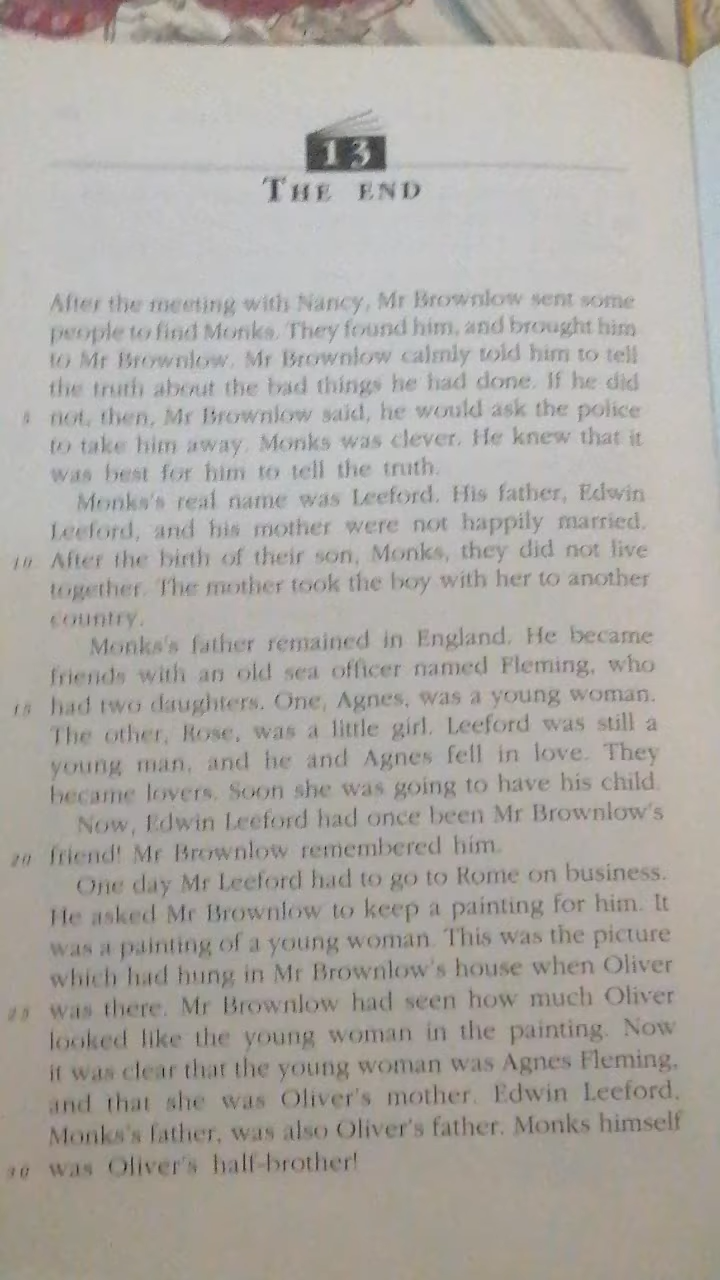 13
THE END
After the meeting with Nancy, Mr Brownlow sent some
people to find Monks. They found him, and brought him
to Mr Brownlow. Mr Brownlow calmly told him to tell
the truth about the bad things he had done. If he did
5 not, then, Mr Brownlow said, he would ask the police
to take him away. Monks was clever. He knew that it
was best for him to tell the truth.
Monks's real name was Leeford. His father, Edwin
Leeford, and his mother were not happily married.
10 After the birth of their son, Monks, they did not live
together. The mother took the boy with her to another
country.
Monks's father remained in England. He became
friends with an old sea officer named Fleming, who
15 had two daughters. One, Agnes, was a young woman.
The other, Rose, was a little girl. Leeford was still a
young man, and he and Agnes fell in love. They
became lovers. Soon she was going to have his child.
Now, Edwin Leeford had once been Mr Brownlow's
20 friend! Mr Brownlow remembered him.
One day Mr Leeford had to go to Rome on business.
He asked Mr Brownlow to keep a painting for him. It
was a painting of a young woman. This was the picture
which had hung in Mr Brownlow's house when Oliver
25 was there. Mr Brownlow had seen how much Oliver
looked like the young woman in the painting. Now
it was clear that the young woman was Agnes Fleming,
and that she was Oliver's mother. Edwin Leeford,
Monks's father, was also Oliver's father. Monks himself
30 was Oliver's half-brother!